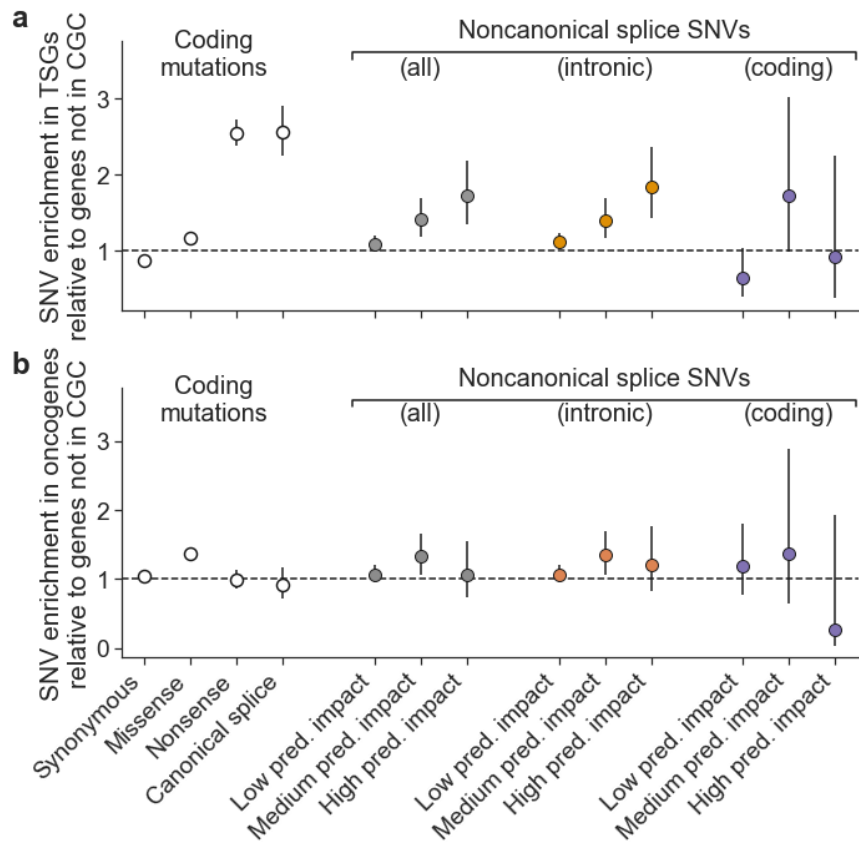 a
Coding
mutations
Noncanonical splice SNVs
(all)
(intronic)
(coding)
SNV enrichment in TSGs
relative to genes not in CGC
3
2
1
b
Coding
mutations
Noncanonical splice SNVs
(all)
(intronic)
(coding)
SNV enrichment in oncogenes
relative to genes not in CGC
3
2
1
0
Synonymous
Missense
Nonsense
Canonical splice
Low pred. impact
Medium pred. impact
High pred. impact
Low pred. impact
Medium pred. impact
High pred. impact
Low pred. impact
Medium pred. impact
High pred. impact